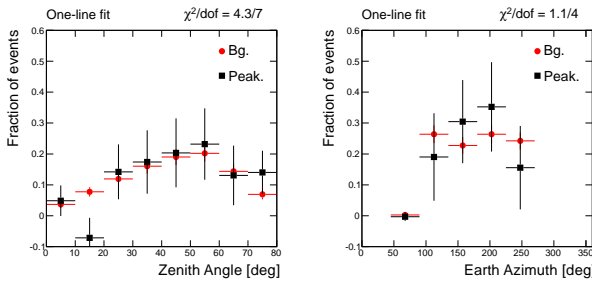 One-line fit
χ²/dof = 4.3/7
Fraction of events
0.6
0.5
0.4
0.3
0.2
0.1
0
-0.1
Bg.
Peak.
0 10 20 30 40 50 60 70 80
Zenith Angle [deg]
One-line fit
χ²/dof = 1.1/4
Fraction of events
0.6
0.5
0.4
0.3
0.2
0.1
0
-0.1
Bg.
Peak.
0 50 100 150 200 250 300 350
Earth Azimuth [deg]